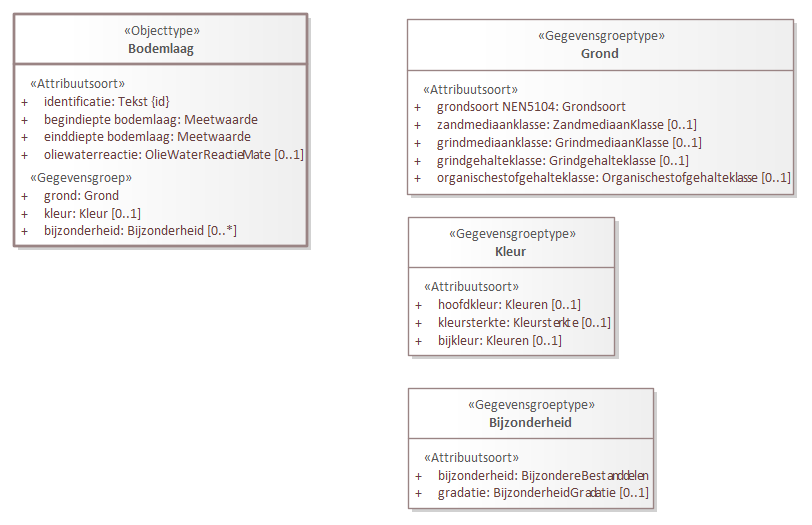 «Objecttype»
Bodemlaag
«Attribuutsoort»
+ identificatie: Tekst {id}
+ begindiepte bodemlaag: Meetwaarde
+ einddiepte bodemlaag: Meetwaarde
+ oliewaterreactie: OlieWaterReactieMate [0..1]
«Gegevensgroep»
+ grond: Grond
+ kleur: Kleur [0..1]
+ bijzonderheid: Bijzonderheid [0..*]
«Gegevensgroeptype»
Grond
«Attribuutsoort»
+ grondsoort NEN5104: Grondsoort
+ zandmediaanklasse: ZandmediaanKlasse [0..1]
+ grindmediaanklasse: GrindmediaanKlasse [0..1]
+ grindgehalteklasse: Grindgehalteklasse [0..1]
+ organischestofgehalteklasse: Organischestofgehalteklasse [0..1]
«Gegevensgroeptype»
Kleur
«Attribuutsoort»
+ hoofdkleur: Kleuren [0..1]
+ kleursterkte: Kleursterkte [0..1]
+ bijkleur: Kleuren [0..1]
«Gegevensgroeptype»
Bijzonderheid
«Attribuutsoort»
+ bijzonderheid: BijzondereBestanddelen
+ gradatie: BijzonderheidGradatie [0..1]